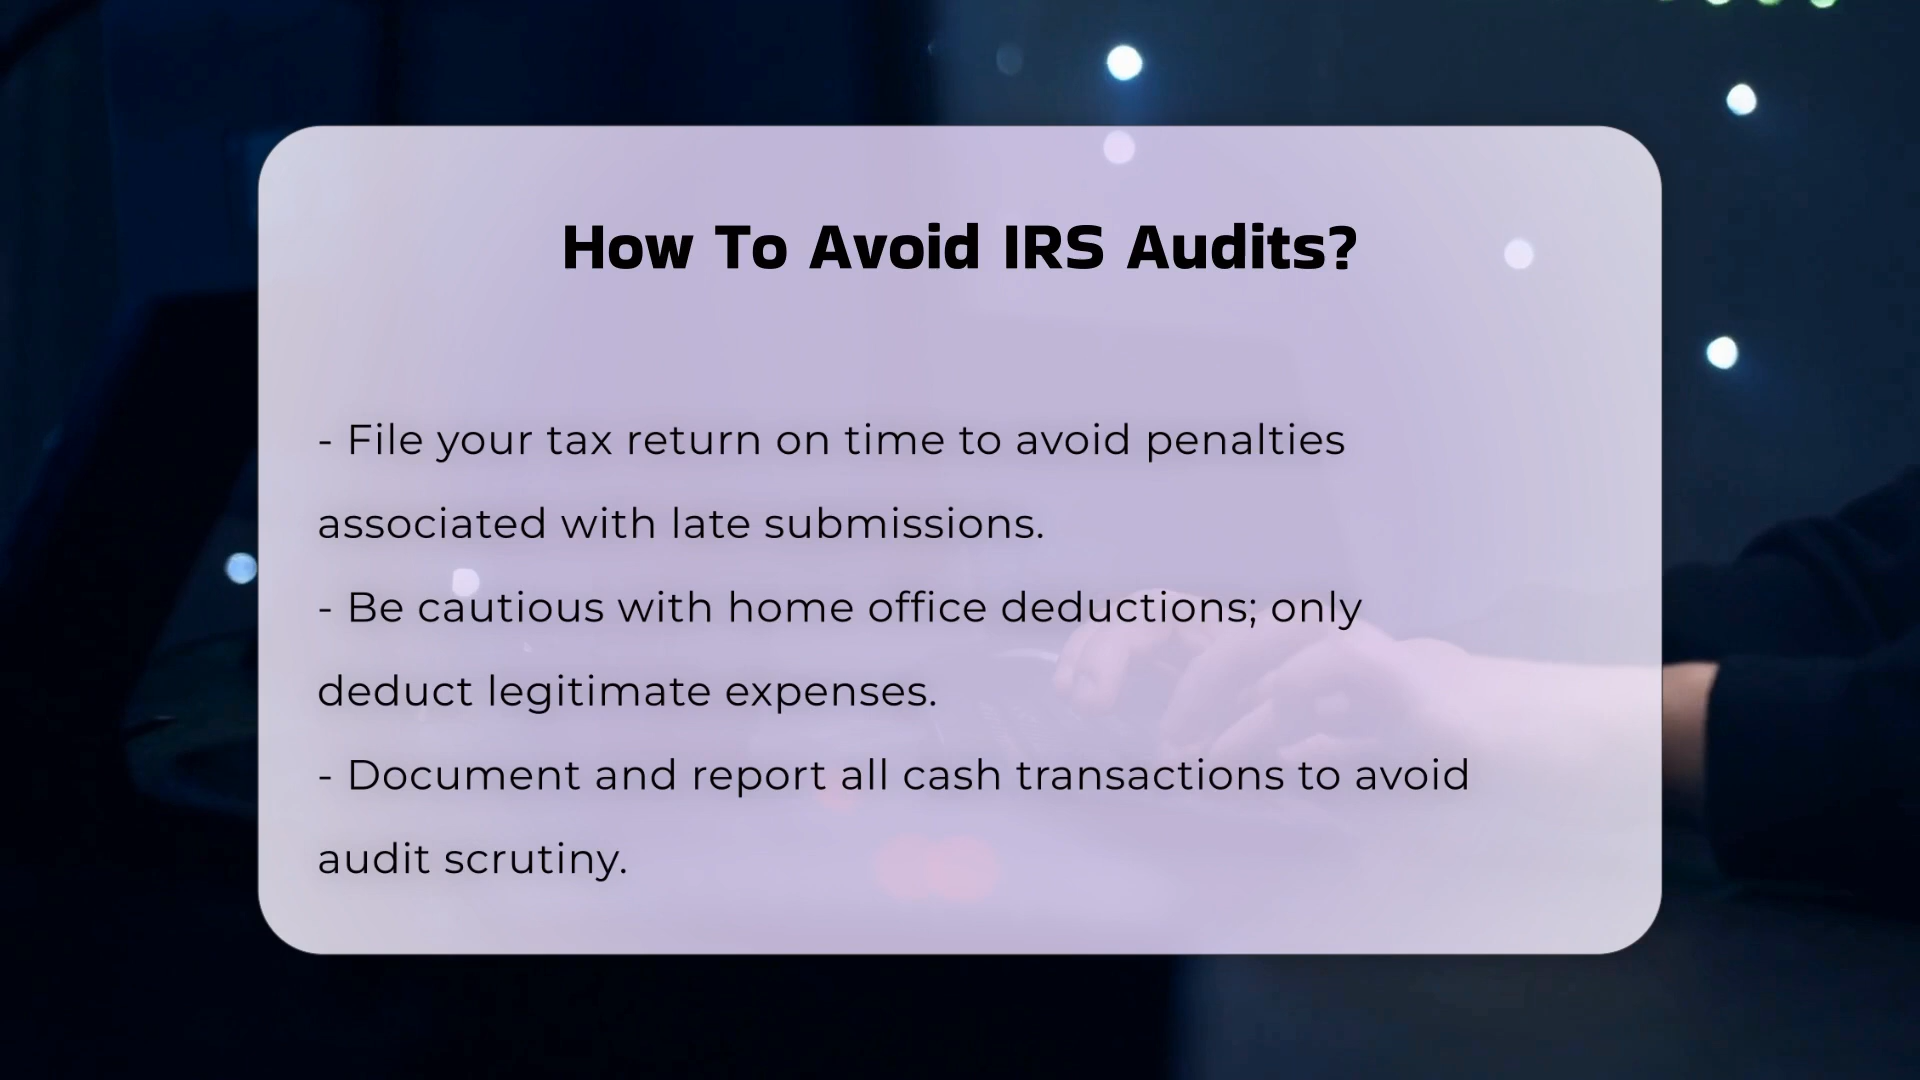 How To Avoid IRS Audits?
- File your tax return on time to avoid penalties
associated with late submissions.
- Be cautious with home office deductions; only
deduct legitimate expenses.
- Document and report all cash transactions to avoid
audit scrutiny.